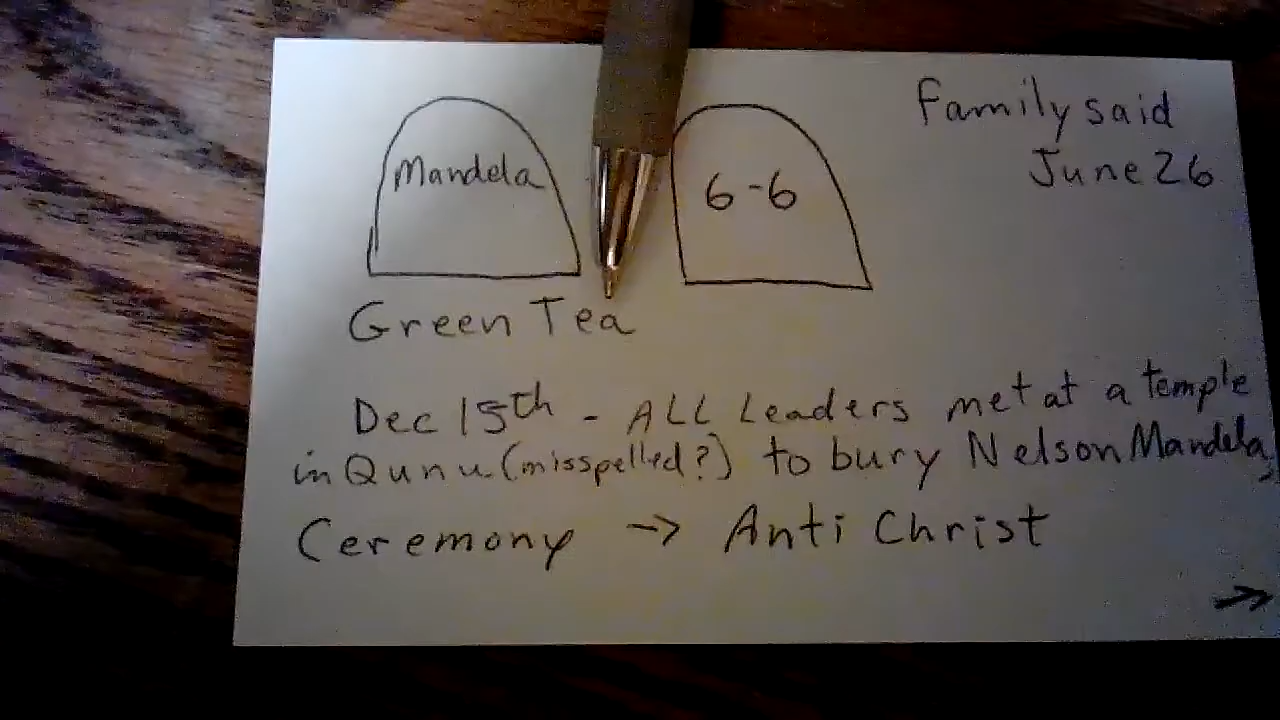 Mandela
6-6
Family said
June 26
Green Tea
Dec 15th - ALL Leaders met at a temple
in Qunu (misspelled?) to bury Nelson Mandela,
Ceremony → Anti Christ
→